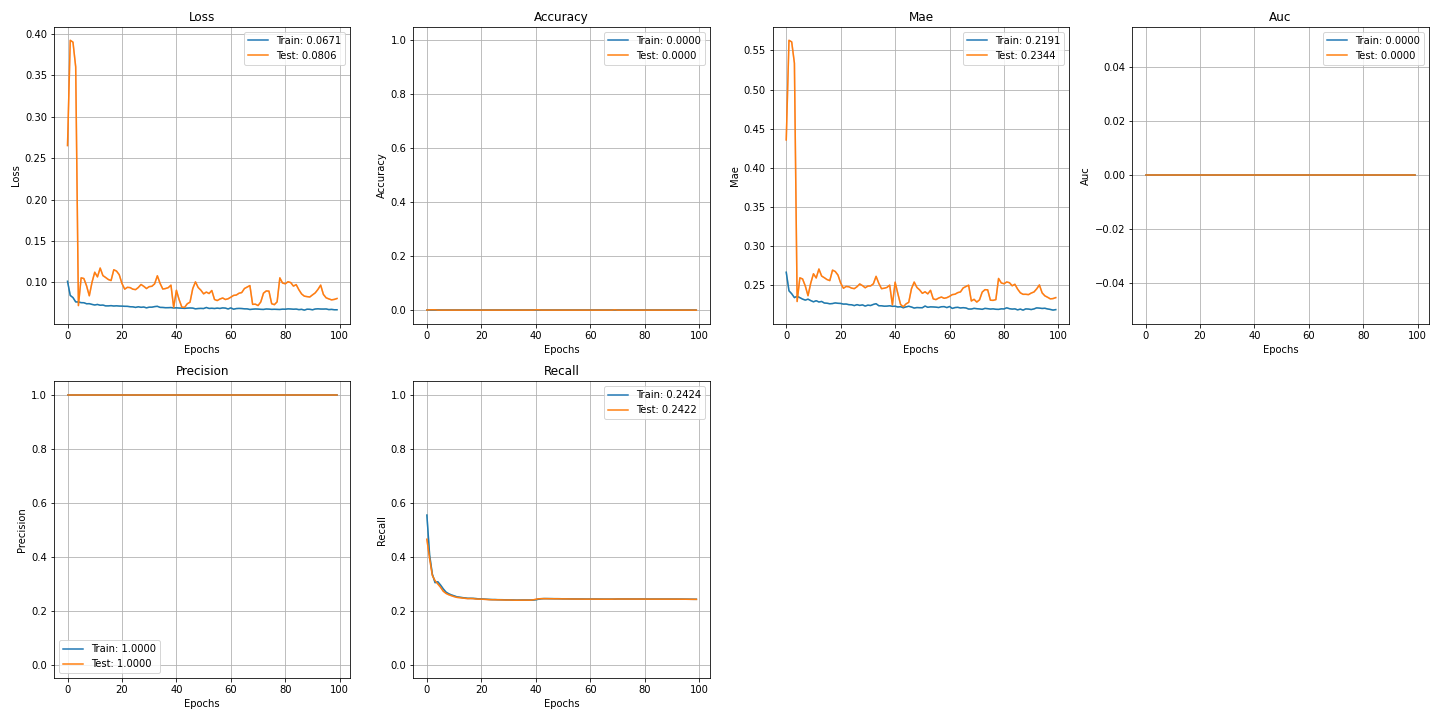 Loss
Train: 0.0671
Test: 0.0806
0.40
0.35
0.30
0.25
0.20
0.15
0.10
Loss
0 20 40 60 80 100
Epochs
Accuracy
Train: 0.0000
Test: 0.0000
1.0
0.8
0.6
0.4
0.2
0.0
Accuracy
0 20 40 60 80 100
Epochs
Mae
Train: 0.2191
Test: 0.2344
0.55
0.50
0.45
0.40
0.35
0.30
0.25
Mae
0 20 40 60 80 100
Epochs
Auc
Train: 0.0000
Test: 0.0000
0.04
0.02
0.00
−0.02
−0.04
Auc
0 20 40 60 80 100
Epochs
Precision
1.0
0.8
0.6
0.4
0.2
0.0
Precision
Train: 1.0000
Test: 1.0000
0 20 40 60 80 100
Epochs
Recall
Train: 0.2424
Test: 0.2422
1.0
0.8
0.6
0.4
0.2
0.0
Recall
0 20 40 60 80 100
Epochs